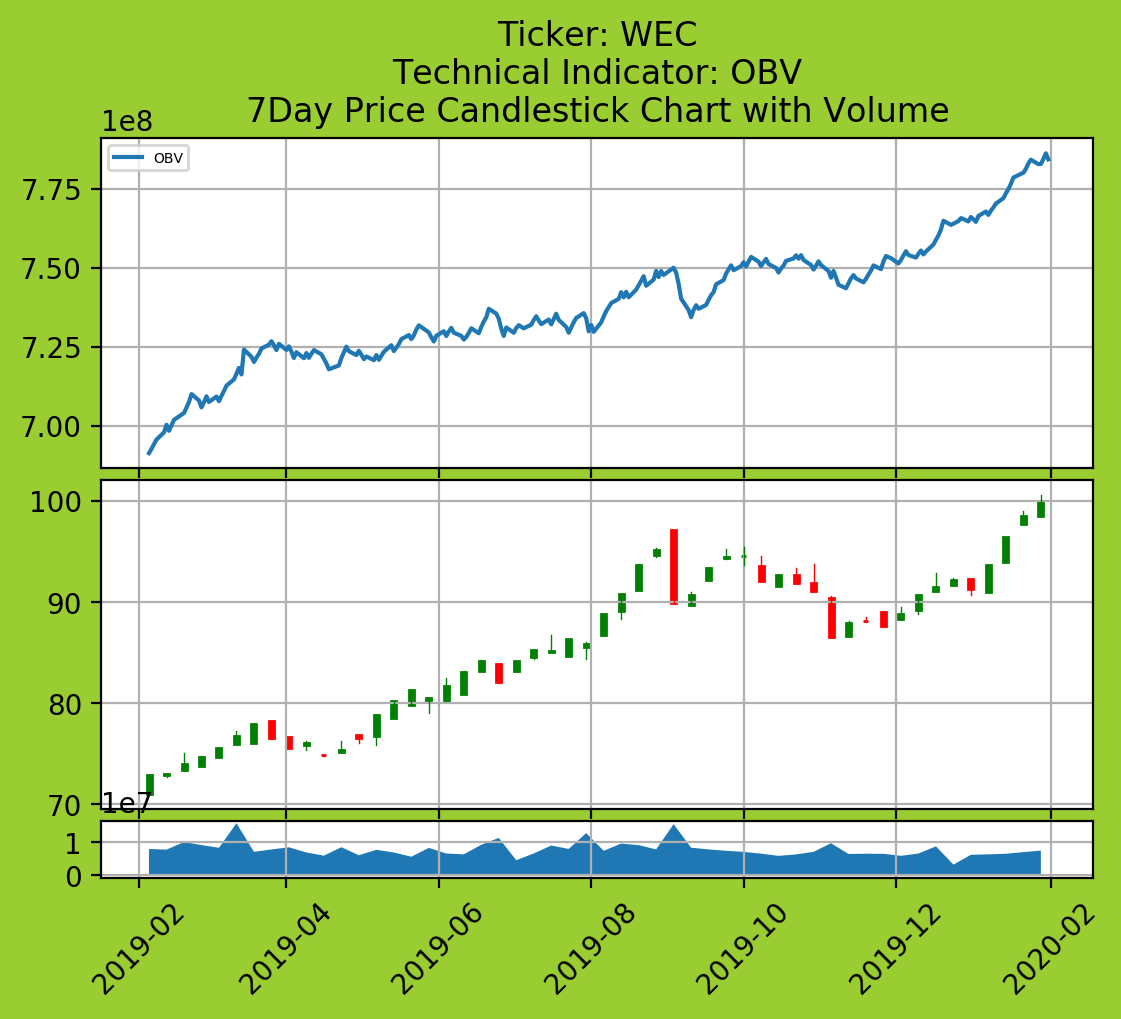 Ticker: WEC
Technical Indicator: OBV
7Day Price Candlestick Chart with Volume
1e8
OBV
7.75
7.50
7.25
7.00
100
90
80
70
1e7
1
0
2019-02
2019-04
2019-06
2019-08
2019-10
2019-12
2020-02